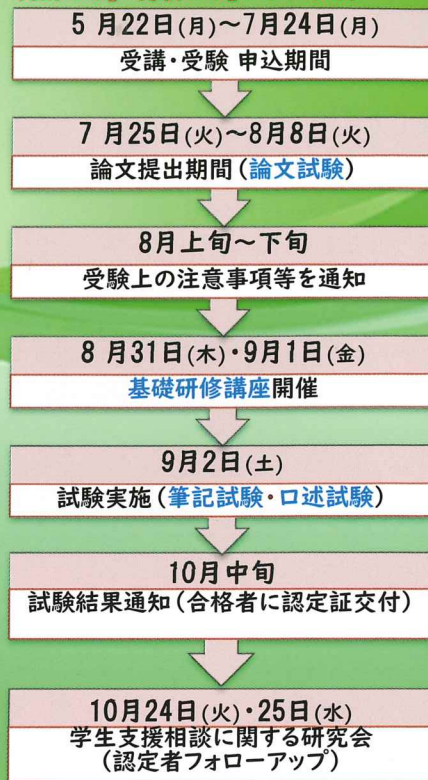 5月22日(月)～7月24日(月)
受講・受験 申込期間
7月25日(火)～8月8日(火)
論文提出期間(論文試験)
8月上旬～下旬
受験上の注意事項等を通知
8月31日(木)・9月1日(金)
基礎研修講座開催
9月2日(土)
試験実施(筆記試験・口述試験)
10月中旬
試験結果通知(合格者に認定証交付)
10月24日(火)・25日(水)
学生支援相談に関する研究会
(認定者フォローアップ)